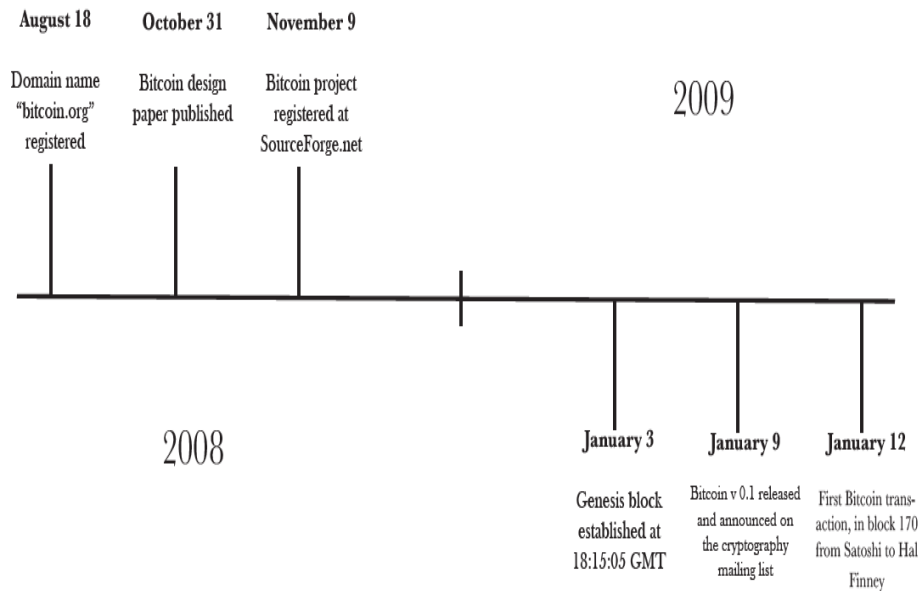 August 18
Domain name
“bitcoin.org”
registered
October 31
Bitcoin design
paper published
November 9
Bitcoin project
registered at
SourceForge.net
2009
2008
January 3
Genesis block
established at
18:15:05 GMT
January 9
Bitcoin v 0.1 released
and announced on
the cryptography
mailing list
January 12
First Bitcoin trans-
action, in block 170
from Satoshi to Hal
Finney